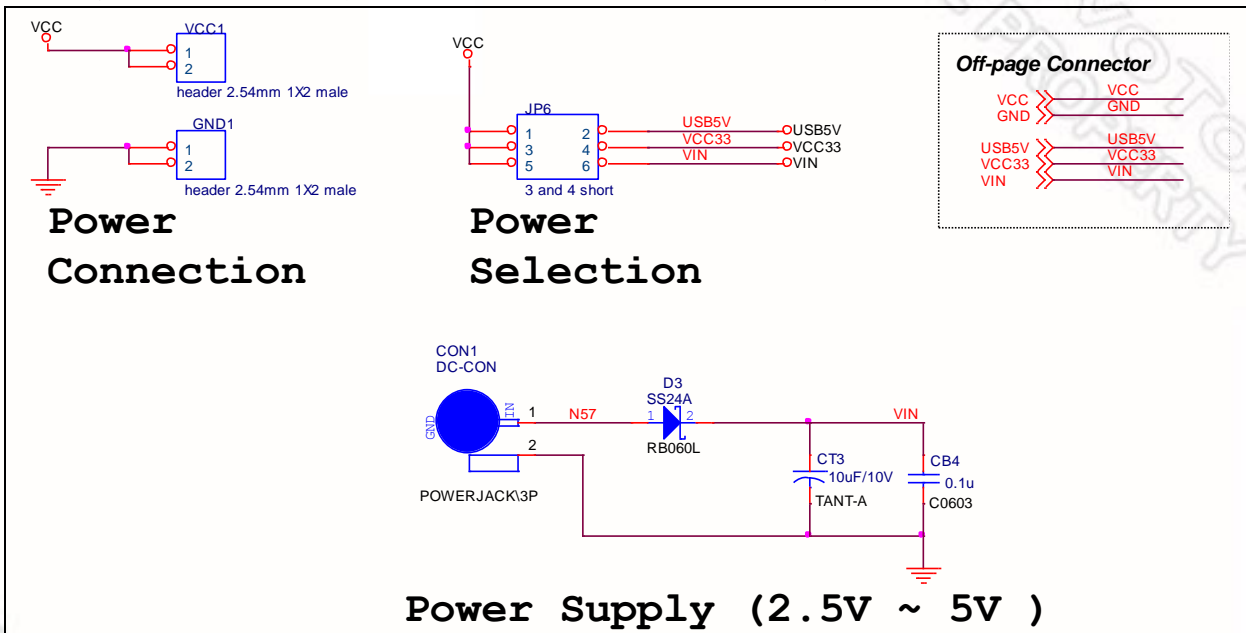 VCC
VCC1
1
2
header 2.54mm 1X2 male
GND1
1
2
header 2.54mm 1X2 male
Power
Connection
VCC
JP6
1 2 USB5V USB5V
3 4 VCC33 VCC33
5 6 VIN VIN
3 and 4 short
Power
Selection
Off-page Connector
VCC VCC
GND GND
USB5V USB5V
VCC33 VCC33
VIN VIN
CON1
DC-CON
GND
IN
1
2
POWERJACK\3P
N57
D3
SS24A
1 2
RB060L
VIN
CT3
10uF/10V
TANT-A
CB4
0.1u
C0603
Power Supply (2.5V ~ 5V )
PROPERTY